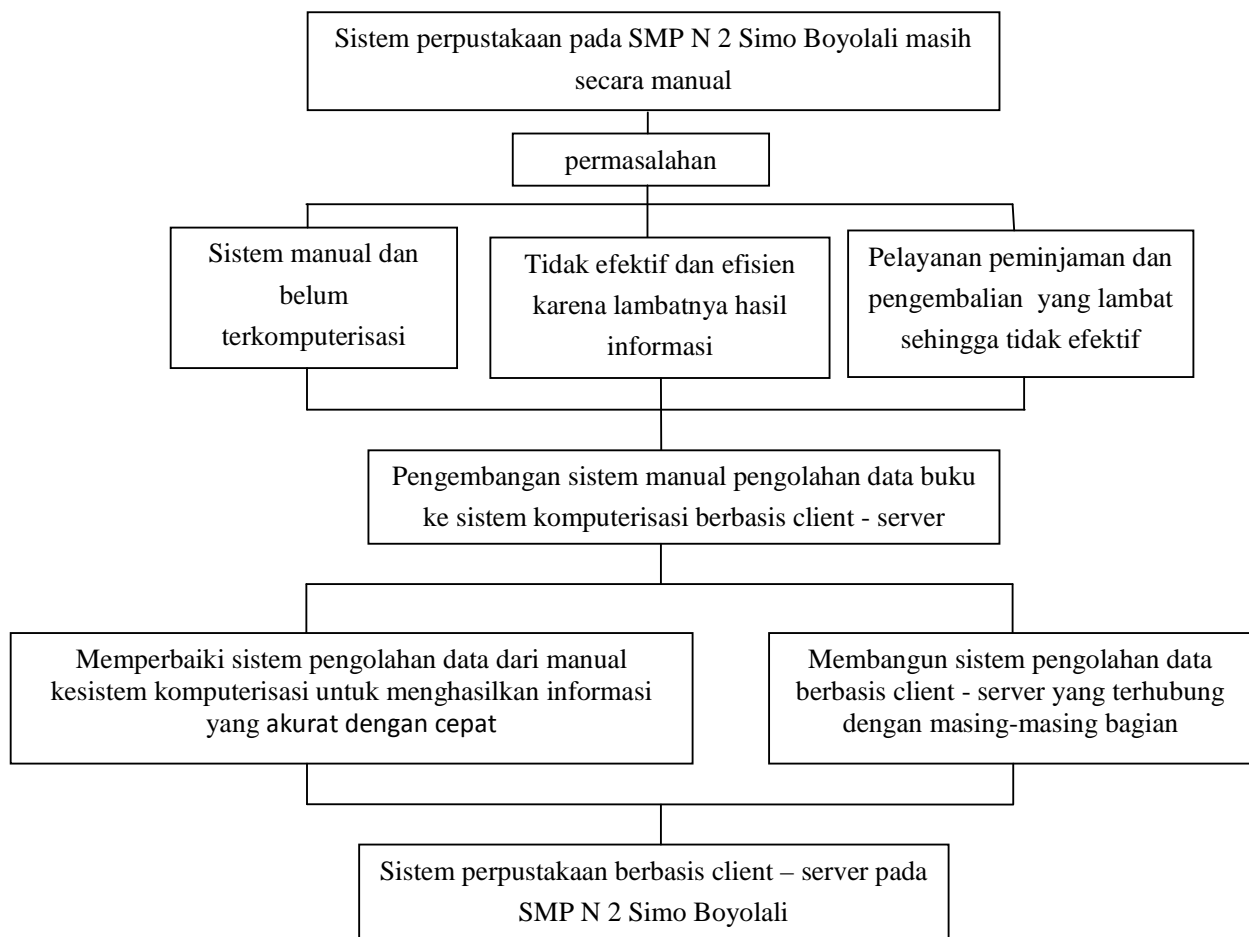 Sistem perpustakaan pada SMP N 2 Simo Boyolali masih
secara manual
permasalahan
Sistem manual dan
belum
terkomputerisasi
Tidak efektif dan efisien
karena lambatnya hasil
informasi
Pelayanan peminjaman dan
pengembalian yang lambat
sehingga tidak efektif
Pengembangan sistem manual pengolahan data buku
ke sistem komputerisasi berbasis client - server
Memperbaiki sistem pengolahan data dari manual
kesistem komputerisasi untuk menghasilkan informasi
yang akurat dengan cepat
Membangun sistem pengolahan data
berbasis client - server yang terhubung
dengan masing-masing bagian
Sistem perpustakaan berbasis client – server pada
SMP N 2 Simo Boyolali